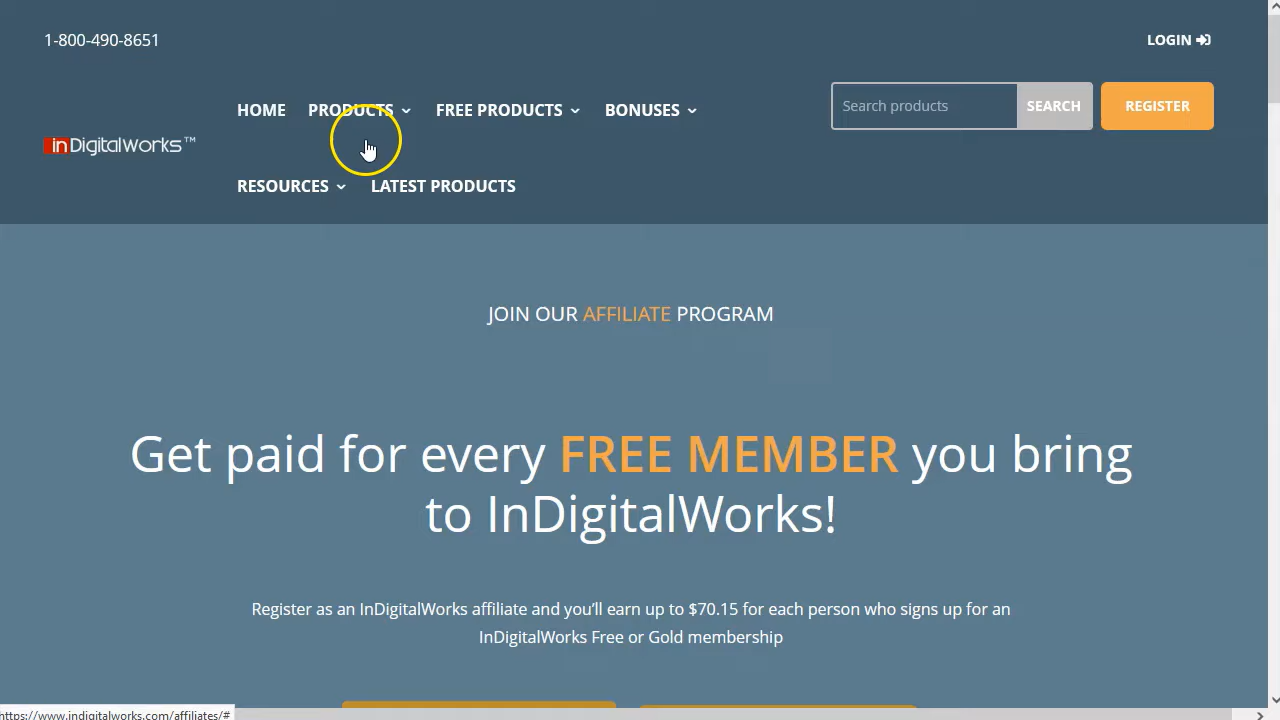 1-800-490-8651
LOGIN
HOME PRODUCTS FREE PRODUCTS BONUSES
Search products SEARCH REGISTER
inDigitalWorks™
RESOURCES LATEST PRODUCTS
JOIN OUR AFFILIATE PROGRAM
Get paid for every FREE MEMBER you bring
to InDigitalWorks!
Register as an InDigitalWorks affiliate and you’ll earn up to $70.15 for each person who signs up for an
InDigitalWorks Free or Gold membership
https://www.indigitalworks.com/affiliates/#